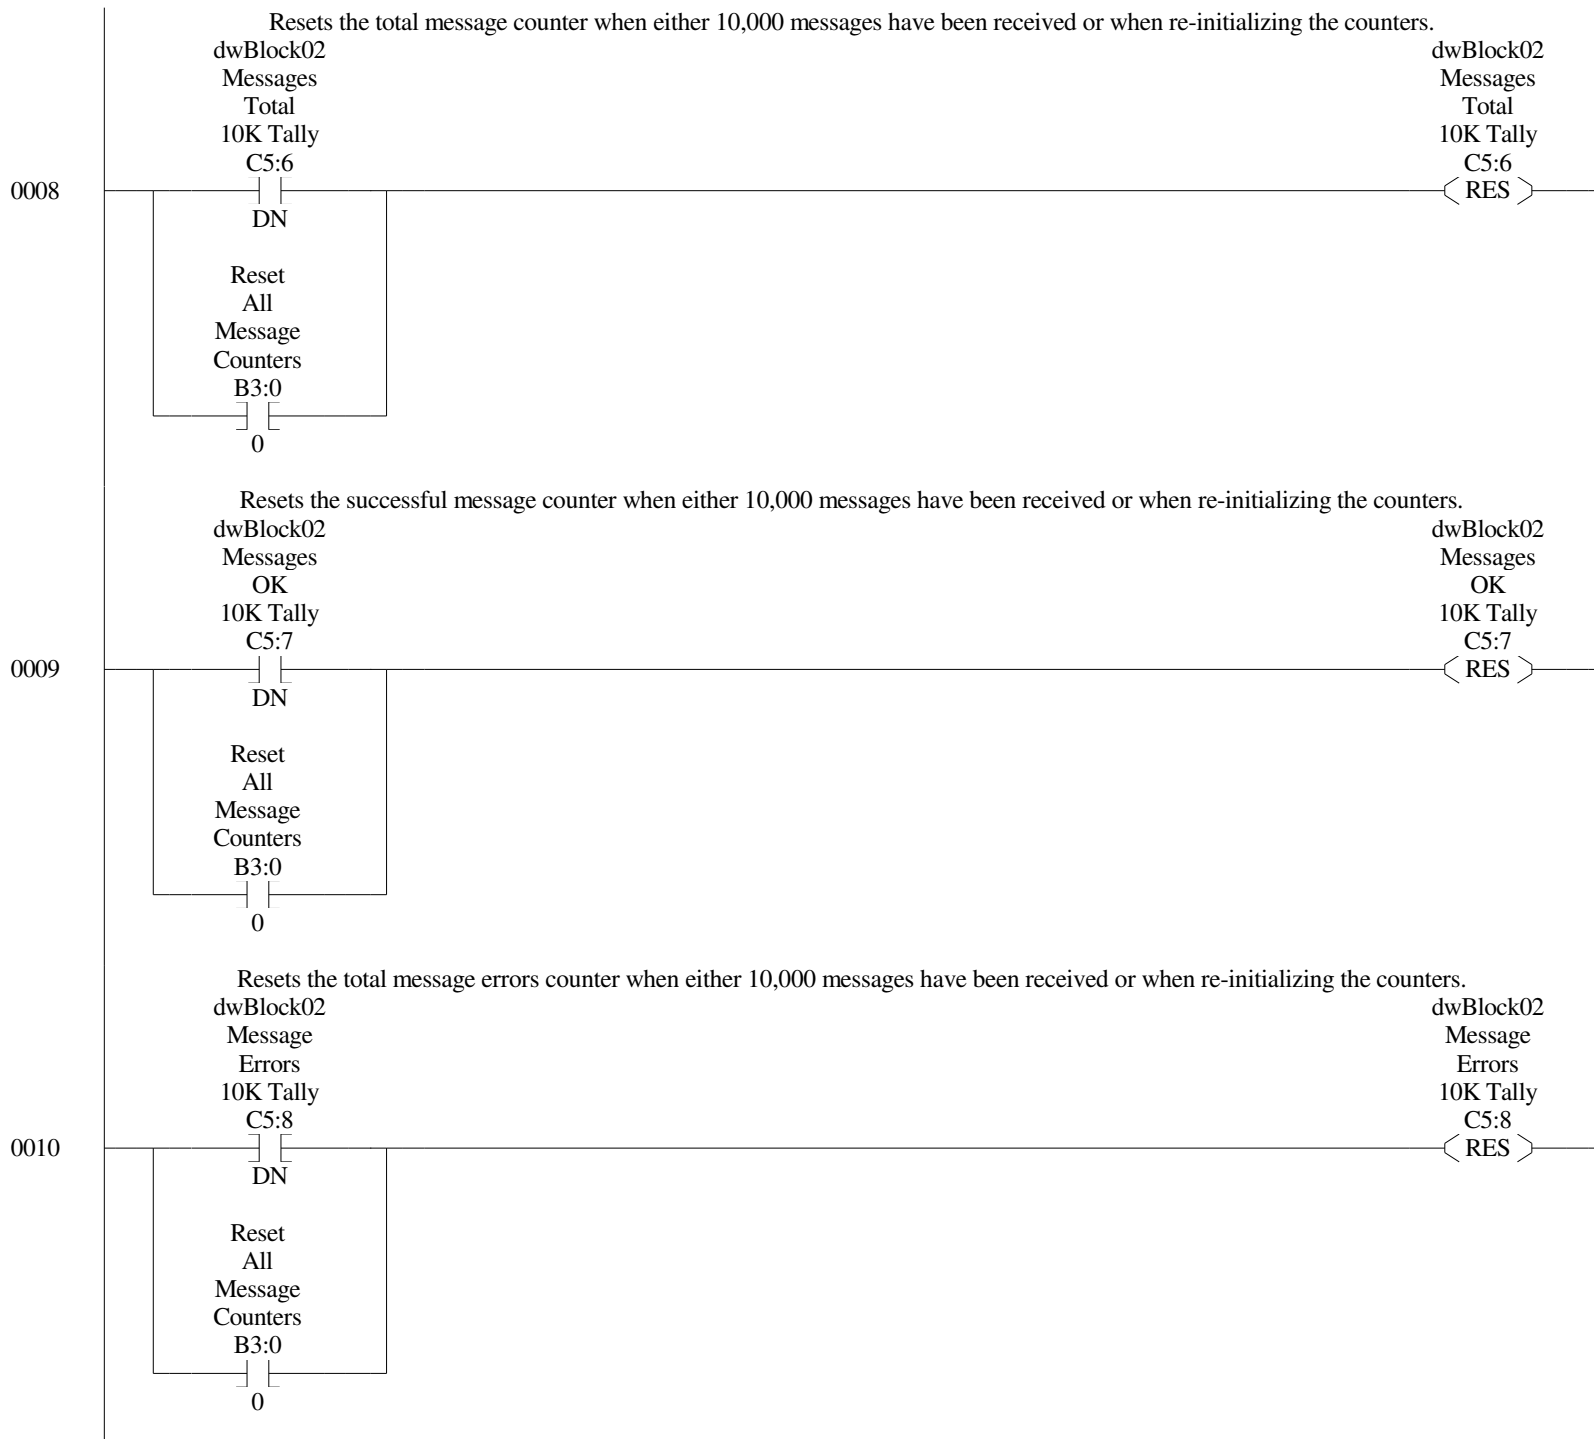 Resets the total message counter when either 10,000 messages have been received or when re-initializing the counters.
dwBlock02
Messages
Total
10K Tally
C5:6
DN
dwBlock02
Messages
Total
10K Tally
C5:6
RES
0008
Reset
All
Message
Counters
B3:0
0
Resets the successful message counter when either 10,000 messages have been received or when re-initializing the counters.
dwBlock02
Messages
OK
10K Tally
C5:7
DN
dwBlock02
Messages
OK
10K Tally
C5:7
RES
0009
Reset
All
Message
Counters
B3:0
0
Resets the total message errors counter when either 10,000 messages have been received or when re-initializing the counters.
dwBlock02
Message
Errors
10K Tally
C5:8
DN
dwBlock02
Message
Errors
10K Tally
C5:8
RES
0010
Reset
All
Message
Counters
B3:0
0